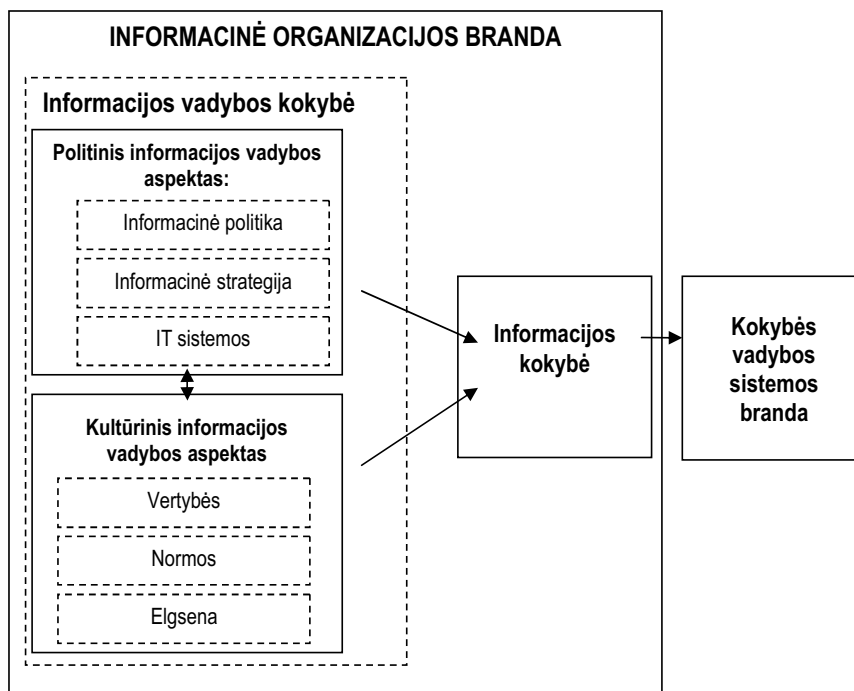 INFORMACINĖ ORGANIZACIJOS BRANDA
Informacijos vadybos kokybė
Politinis informacijos vadybos
aspektas:
Informacinė politika
Informacinė strategija
IT sistemos
Kultūrinis informacijos
vadybos aspektas
Vertybės
Normos
Elgsena
Informacijos
kokybė
Kokybės
vadybos
sistemos
branda